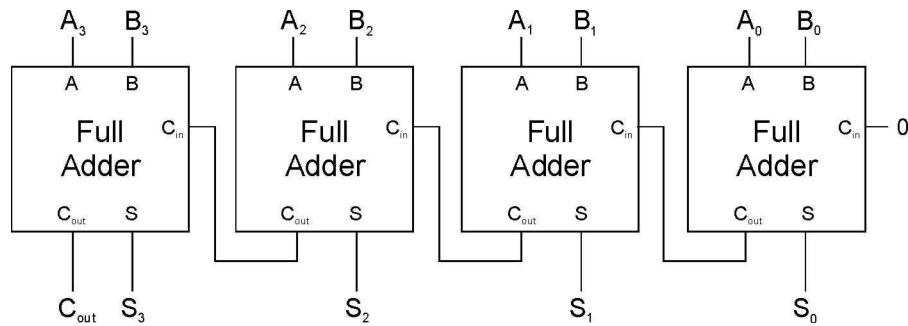 A3 B3 A2 B2 A1 B1 A0 B0
A B A B A B A B
Cin Cin Cin Cin 0
Full Full Full Full
Adder Adder Adder Adder
Cout S Cout S Cout S Cout S
Cout S3 S2 S1 S0